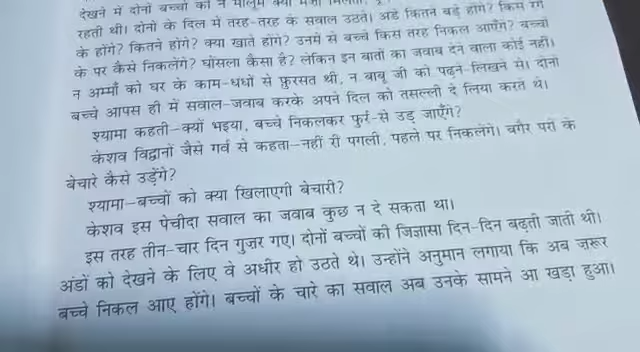 देखने में दोनों बच्चों को न मालूम क्या मज़ा मिलता,
रहती थी। दोनों के दिल में तरह-तरह के सवाल उठते। अंडे कितने बड़े होंगे? किस रंग
के होंगे? कितने होंगे? क्या खाते होंगे? उनमें से बच्चे किस तरह निकल आएँगे? बच्चों
के पर कैसे निकलेंगे? घोंसला कैसा है? लेकिन इन बातों का जवाब देने वाला कोई नहीं।
न अम्माँ को घर के काम-धंधों से फ़ुरसत थी, न बाबू जी को पढ़ने-लिखने से। दोनों
बच्चे आपस ही में सवाल-जवाब करके अपने दिल को तसल्ली दे लिया करते थे।
श्यामा कहती–क्यों भइया, बच्चे निकलकर फुर्र-से उड़ जाएँगे?
केशव विद्वानों जैसे गर्व से कहता–नहीं री पगली, पहले पर निकलेंगे। बगैर परों के
बेचारे कैसे उड़ेंगे?
श्यामा–बच्चों को क्या खिलाएगी बेचारी?
केशव इस पेचीदा सवाल का जवाब कुछ न दे सकता था।
इस तरह तीन-चार दिन गुज़र गए। दोनों बच्चों की जिज्ञासा दिन-दिन बढ़ती जाती थी।
अंडों को देखने के लिए वे अधीर हो उठते थे। उन्होंने अनुमान लगाया कि अब ज़रूर
बच्चे निकल आए होंगे। बच्चों के चारे का सवाल अब उनके सामने आ खड़ा हुआ।